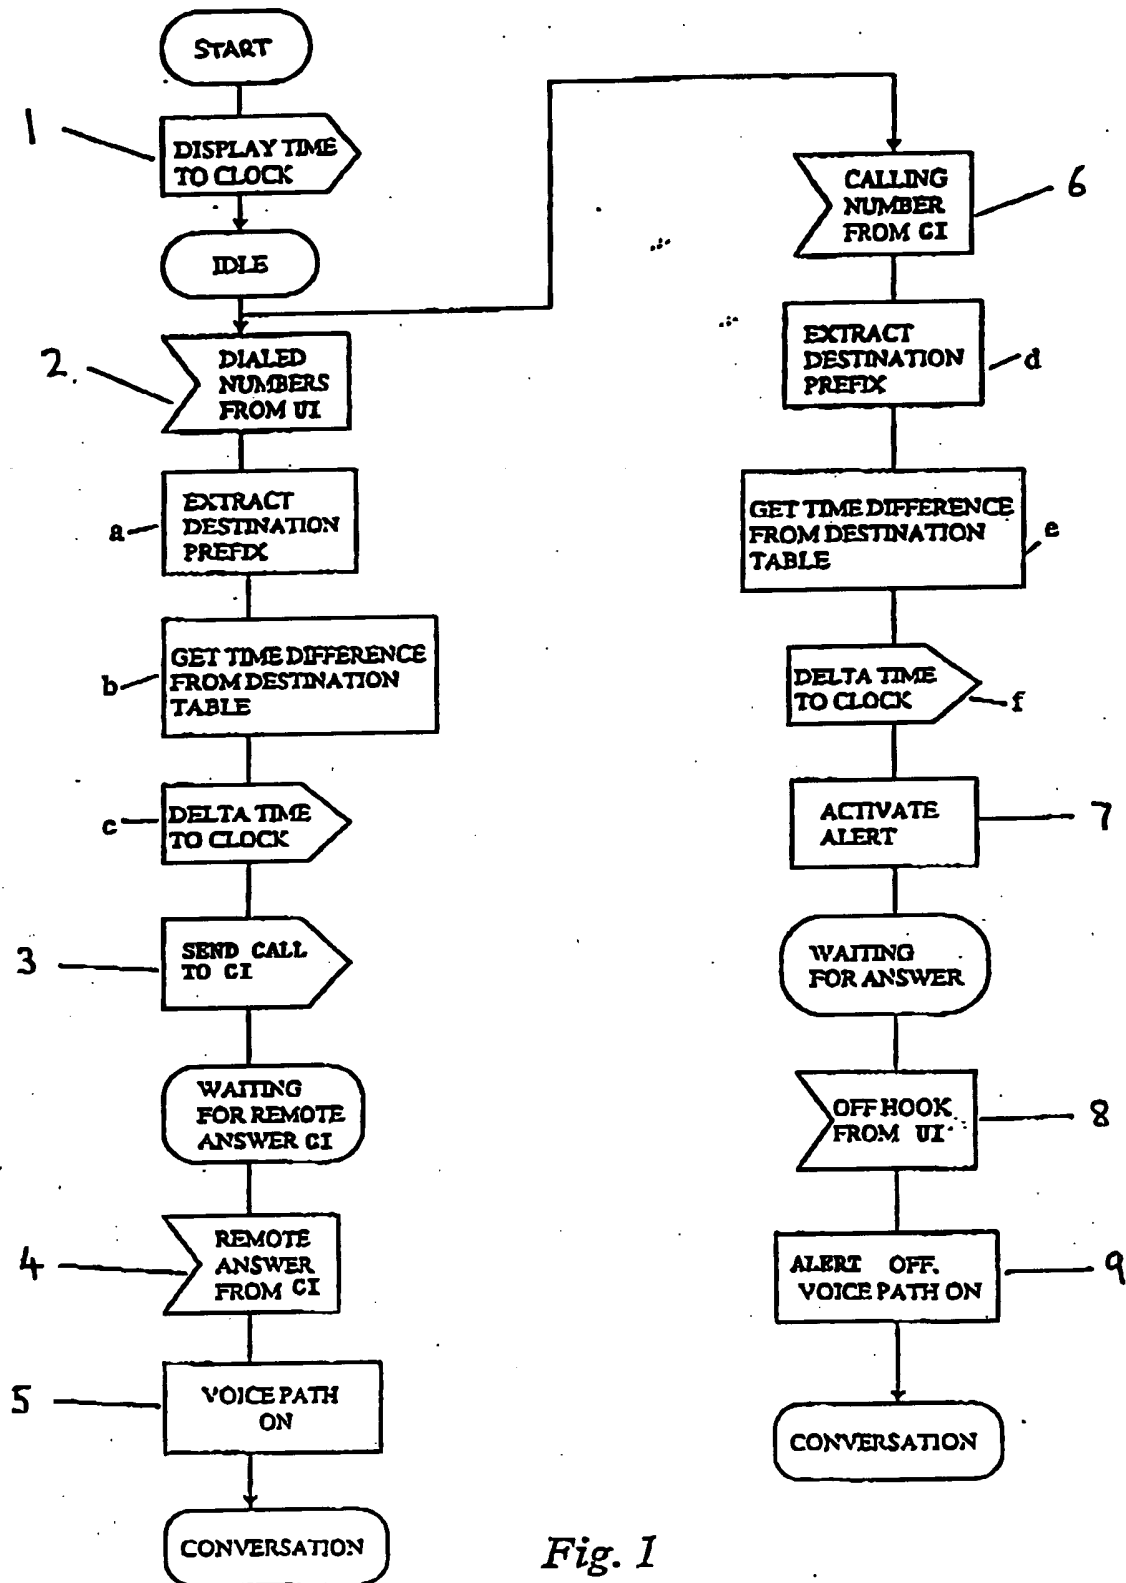 START
1
DISPLAY TIME
TO CLOCK
IDLE
2.
DIALED
NUMBERS
FROM UI
a
EXTRACT
DESTINATION
PREFIX
b
GET TIME DIFFERENCE
FROM DESTINATION
TABLE
c
DELTA TIME
TO CLOCK
3
SEND CALL
TO CI
WAITING
FOR REMOTE
ANSWER CI
4
REMOTE
ANSWER
FROM CI
5
VOICE PATH
ON
CONVERSATION
CALLING
NUMBER
FROM CI
6
EXTRACT
DESTINATION
PREFIX
d
GET TIME DIFFERENCE
FROM DESTINATION
TABLE
e
DELTA TIME
TO CLOCK
f
ACTIVATE
ALERT
7
WAITING
FOR ANSWER
OFF HOOK
FROM UI
8
ALERT OFF.
VOICE PATH ON
9
CONVERSATION
Fig. 1